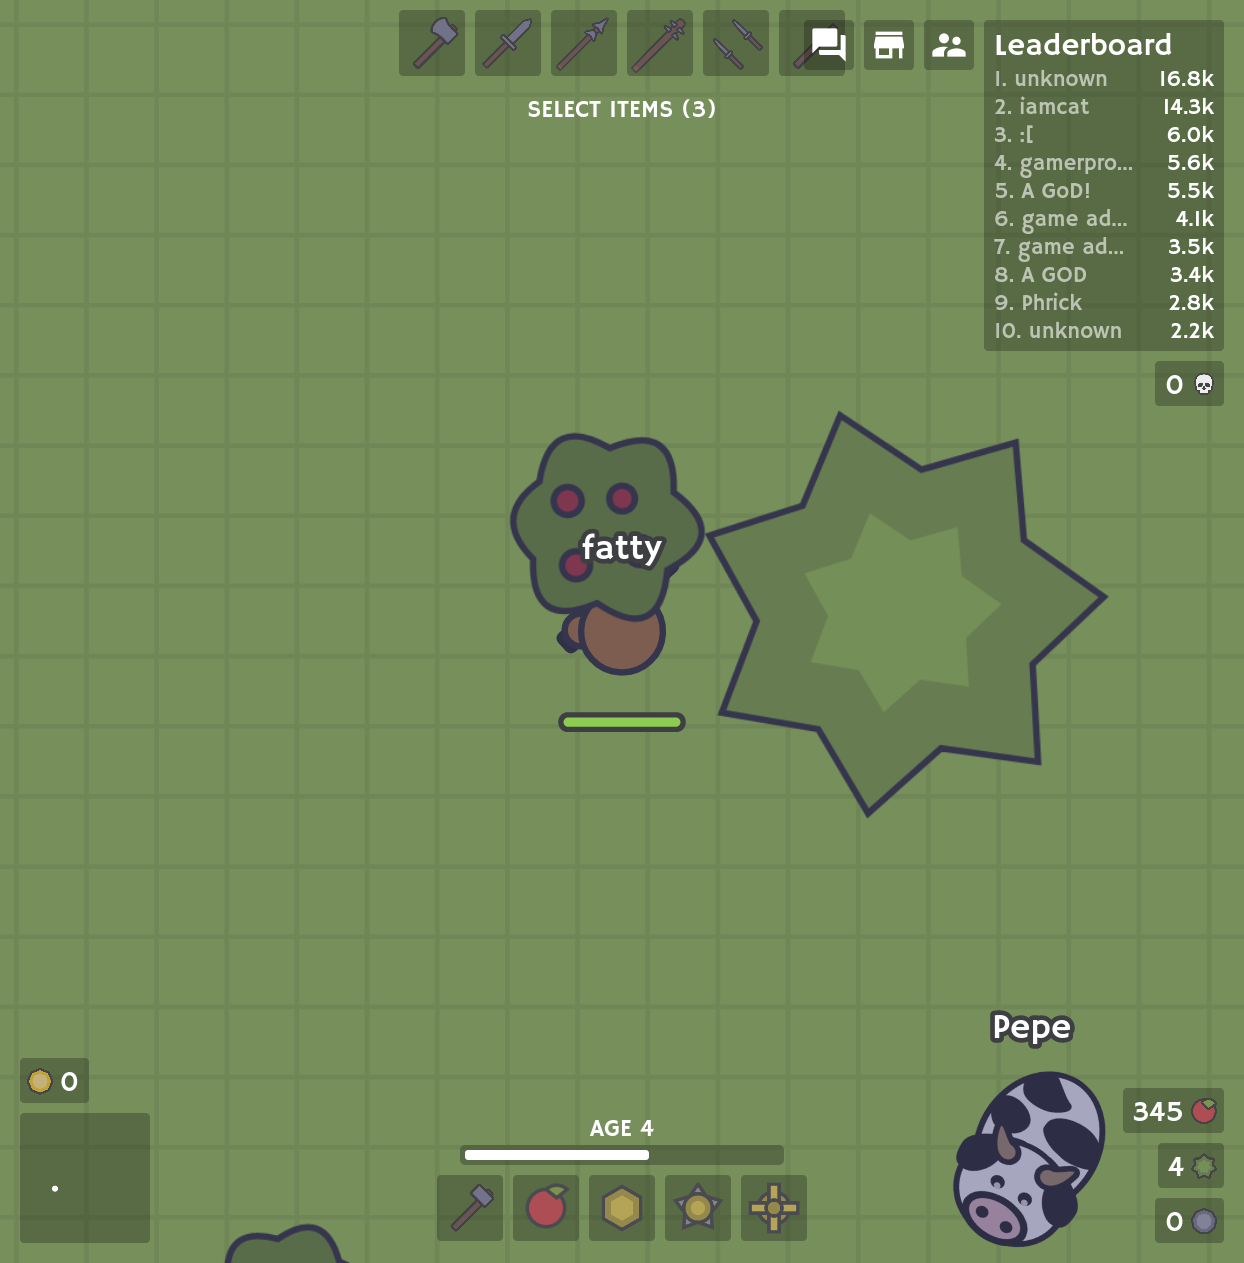 SELECT ITEMS (3)
Leaderboard
1. unknown 16.8k
2. iamcat 14.3k
3. :[ 6.0k
4. gamerpro... 5.6k
5. A GoD! 5.5k
6. game ad... 4.1k
7. game ad... 3.5k
8. A GOD 3.4k
9. Phrick 2.8k
10. unknown 2.2k
0
fatty
Pepe
0
345
AGE 4
4
0